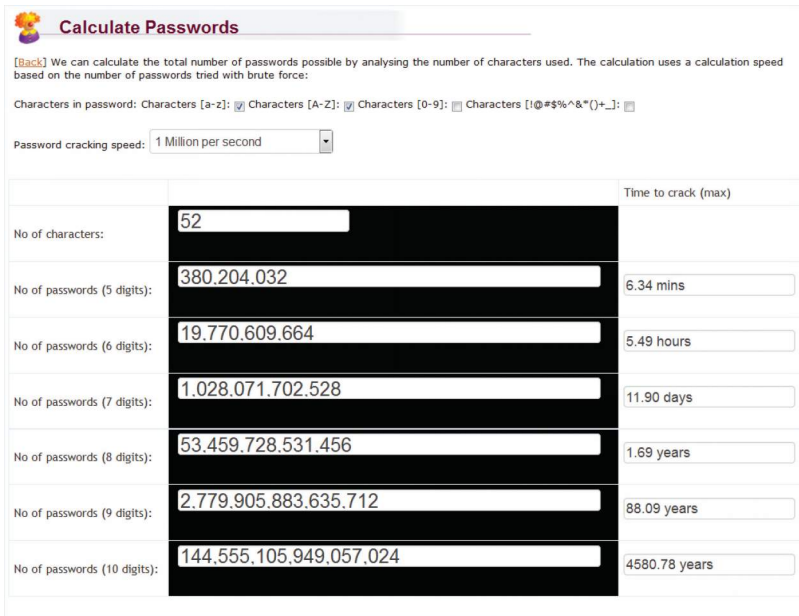 Calculate Passwords
[Back] We can calculate the total number of passwords possible by analysing the number of characters used. The calculation uses a calculation speed
based on the number of passwords tried with brute force:
Characters in password: Characters [a-z]: Characters [A-Z]: Characters [0-9]: Characters [!@#$%^&*()+_]:
Password cracking speed: 1 Million per second
Time to crack (max)
No of characters: 52
No of passwords (5 digits): 380,204,032 6.34 mins
No of passwords (6 digits): 19,770,609,664 5.49 hours
No of passwords (7 digits): 1,028,071,702,528 11.90 days
No of passwords (8 digits): 53,459,728,531,456 1.69 years
No of passwords (9 digits): 2,779,905,883,635,712 88.09 years
No of passwords (10 digits): 144,555,105,949,057,024 4580.78 years